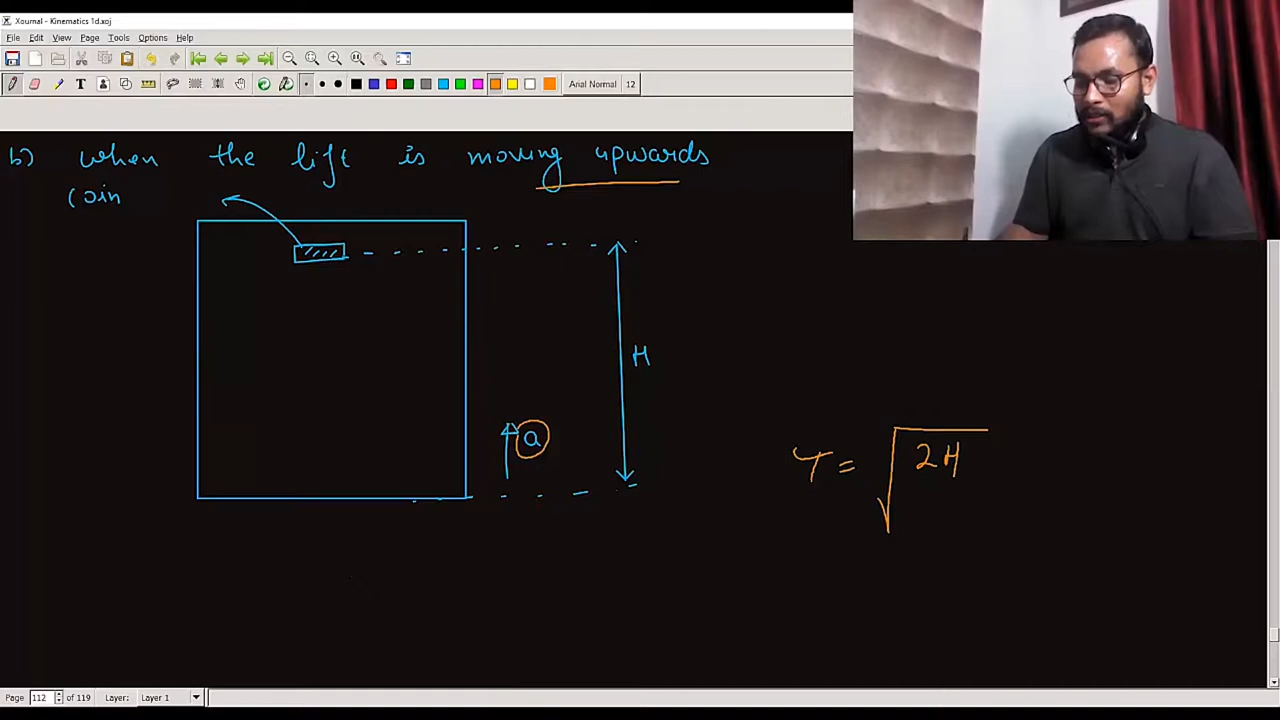 Xournal - Kinematics 1d.xoj
File Edit View Page Tools Options Help
Arial Normal 12
b) when the lift is moving upwards
Coin
H
a
T = √2H
Page 112 of 119 Layer: Layer 1